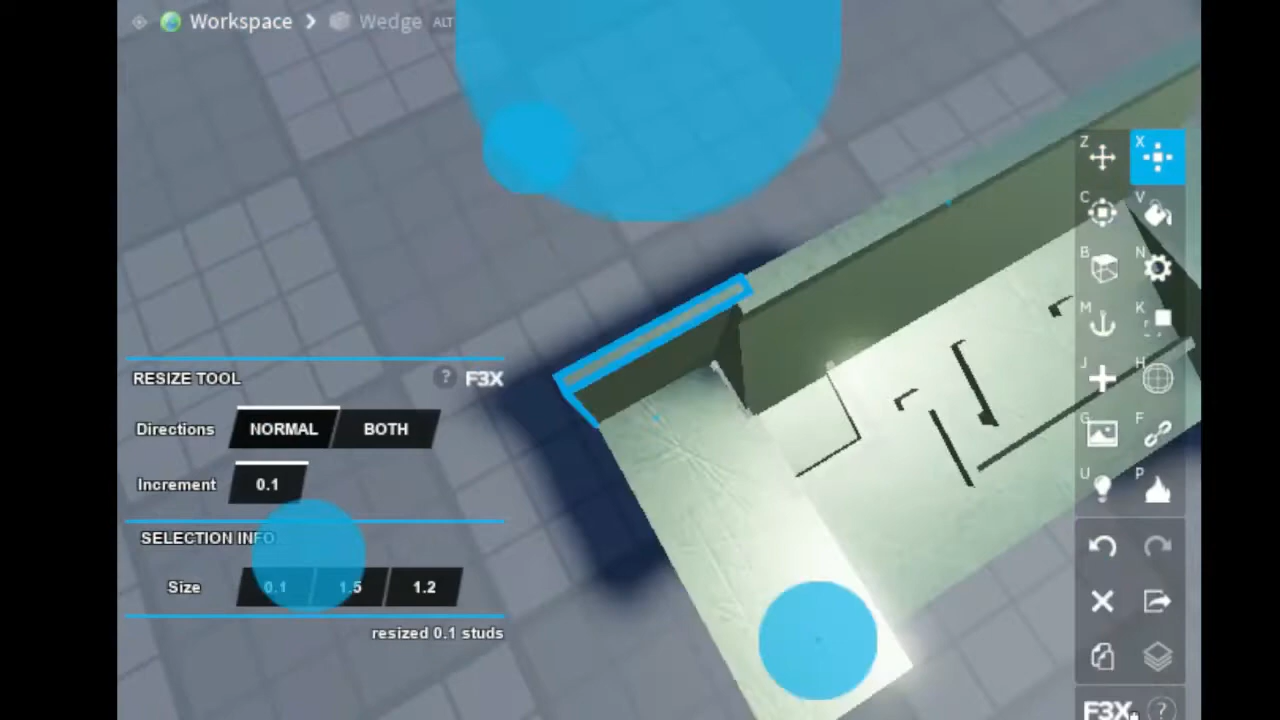 Workspace > Wedge ALT
Z X
C V
B N
M K
J H
G F
U P
RESIZE TOOL ? F3X
Directions NORMAL BOTH
Increment 0.1
SELECTION INFO
Size 0.1 1.5 1.2
resized 0.1 studs
F3X ?